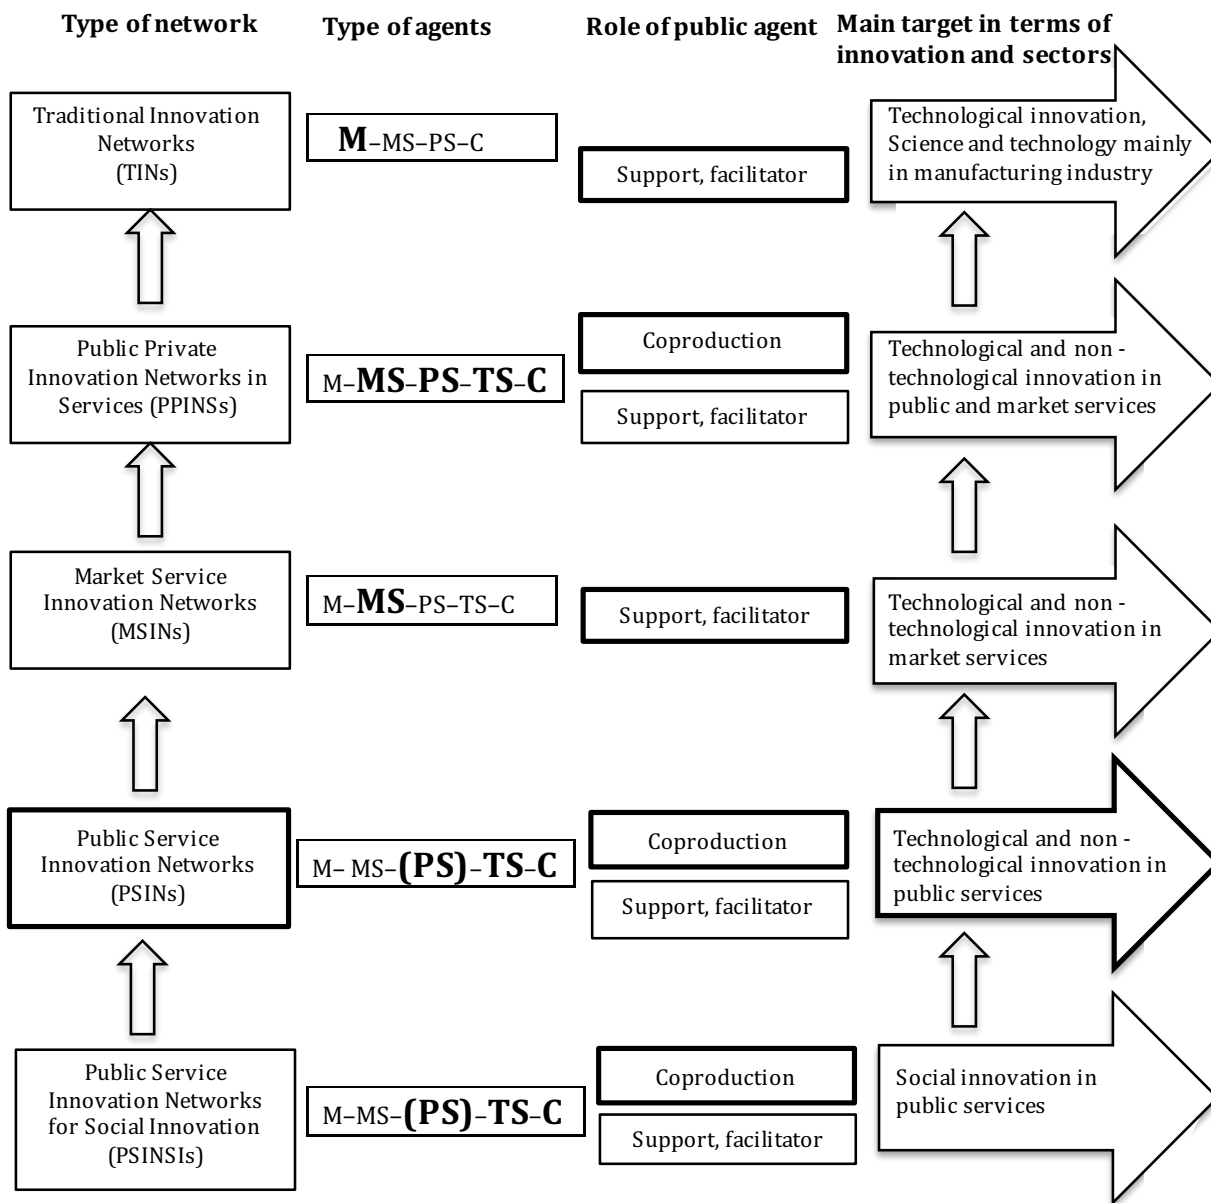 Type of network
Type of agents
Role of public agent
Main target in terms of
innovation and sectors
Traditional Innovation
Networks
(TINs)
M–MS–PS–C
Support, facilitator
Technological innovation,
Science and technology mainly
in manufacturing industry
Public Private
Innovation Networks in
Services (PPINSs)
M–MS–PS–TS–C
Coproduction
Support, facilitator
Technological and non -
technological innovation in
public and market services
Market Service
Innovation Networks
(MSINs)
M–MS–PS–TS–C
Support, facilitator
Technological and non -
technological innovation in
market services
Public Service
Innovation Networks
(PSINs)
M– MS–(PS)–TS–C
Coproduction
Support, facilitator
Technological and non -
technological innovation in
public services
Public Service
Innovation Networks
for Social Innovation
(PSINSIs)
M–MS–(PS)–TS–C
Coproduction
Support, facilitator
Social innovation in
public services